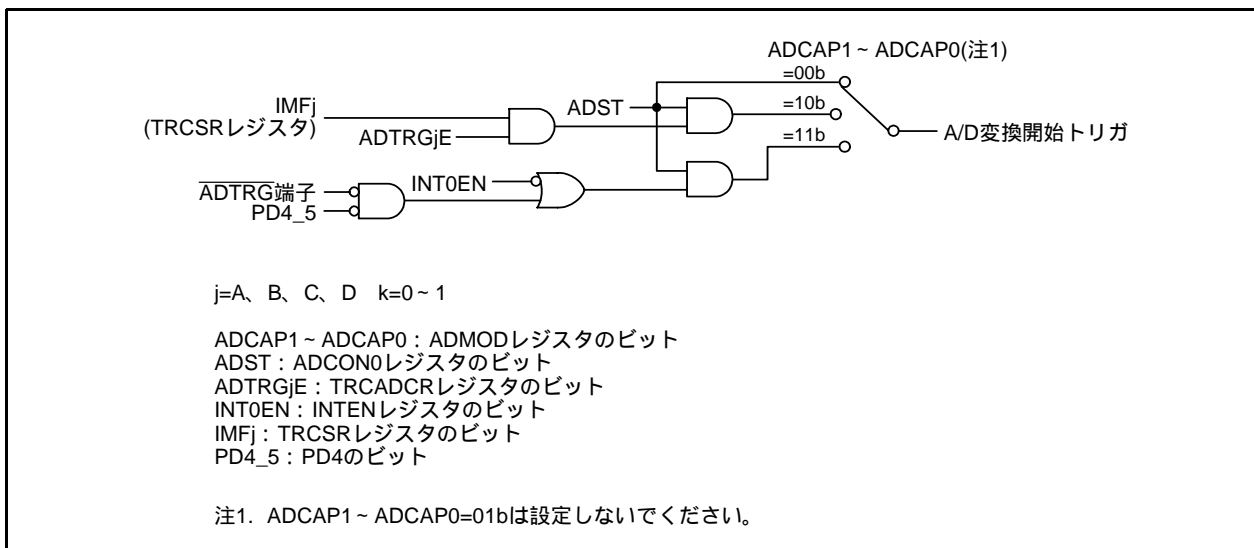 ADCAP1 ~ ADCAP0(注1)
=00b
IMFj
(TRCSRレジスタ)
ADTRGjE
ADST
=10b
=11b
A/D変換開始トリガ
ADTRG端子
PD4_5
INT0EN
j=A、B、C、D k=0 ~ 1
ADCAP1 ~ ADCAP0:ADMODレジスタのビット
ADST:ADCON0レジスタのビット
ADTRGjE:TRCADCRレジスタのビット
INT0EN:INTENレジスタのビット
IMFj:TRCSRレジスタのビット
PD4_5:PD4のビット
注1. ADCAP1 ~ ADCAP0=01bは設定しないでください。